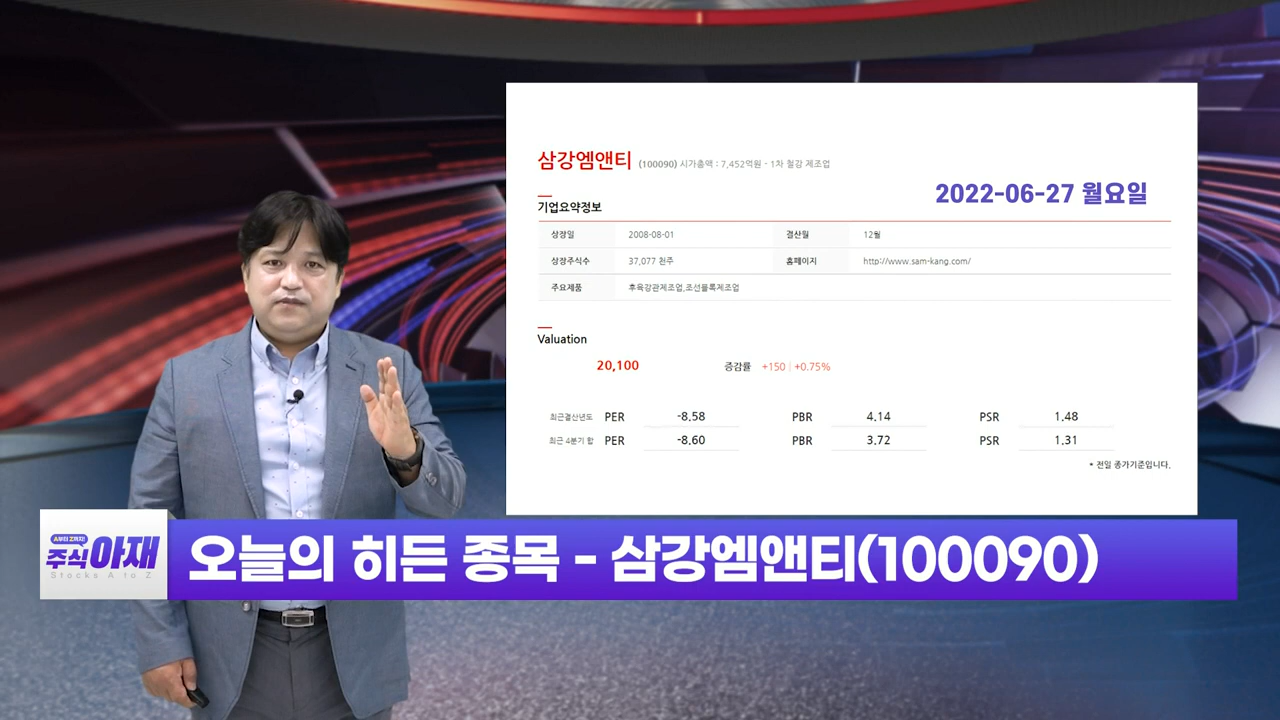 삼강엠앤티 (100090) 시가총액 : 7,452억원 - 1차 철강 제조업
2022-06-27 월요일
기업요약정보
상장일 2008-08-01 결산월 12월
상장주식수 37,077 천주 홈페이지 http://www.sam-kang.com/
주요제품 후육강관제조업,조선블록제조업
Valuation
20,100 증감률 +150 | +0.75%
최근결산년도 PER -8.58 PBR 4.14 PSR 1.48
최근 4분기 합 PER -8.60 PBR 3.72 PSR 1.31
* 전일 종가기준입니다.
A부터 Z까지!
주식아재
Stocks A to Z
오늘의 히든 종목 - 삼강엠앤티(100090)